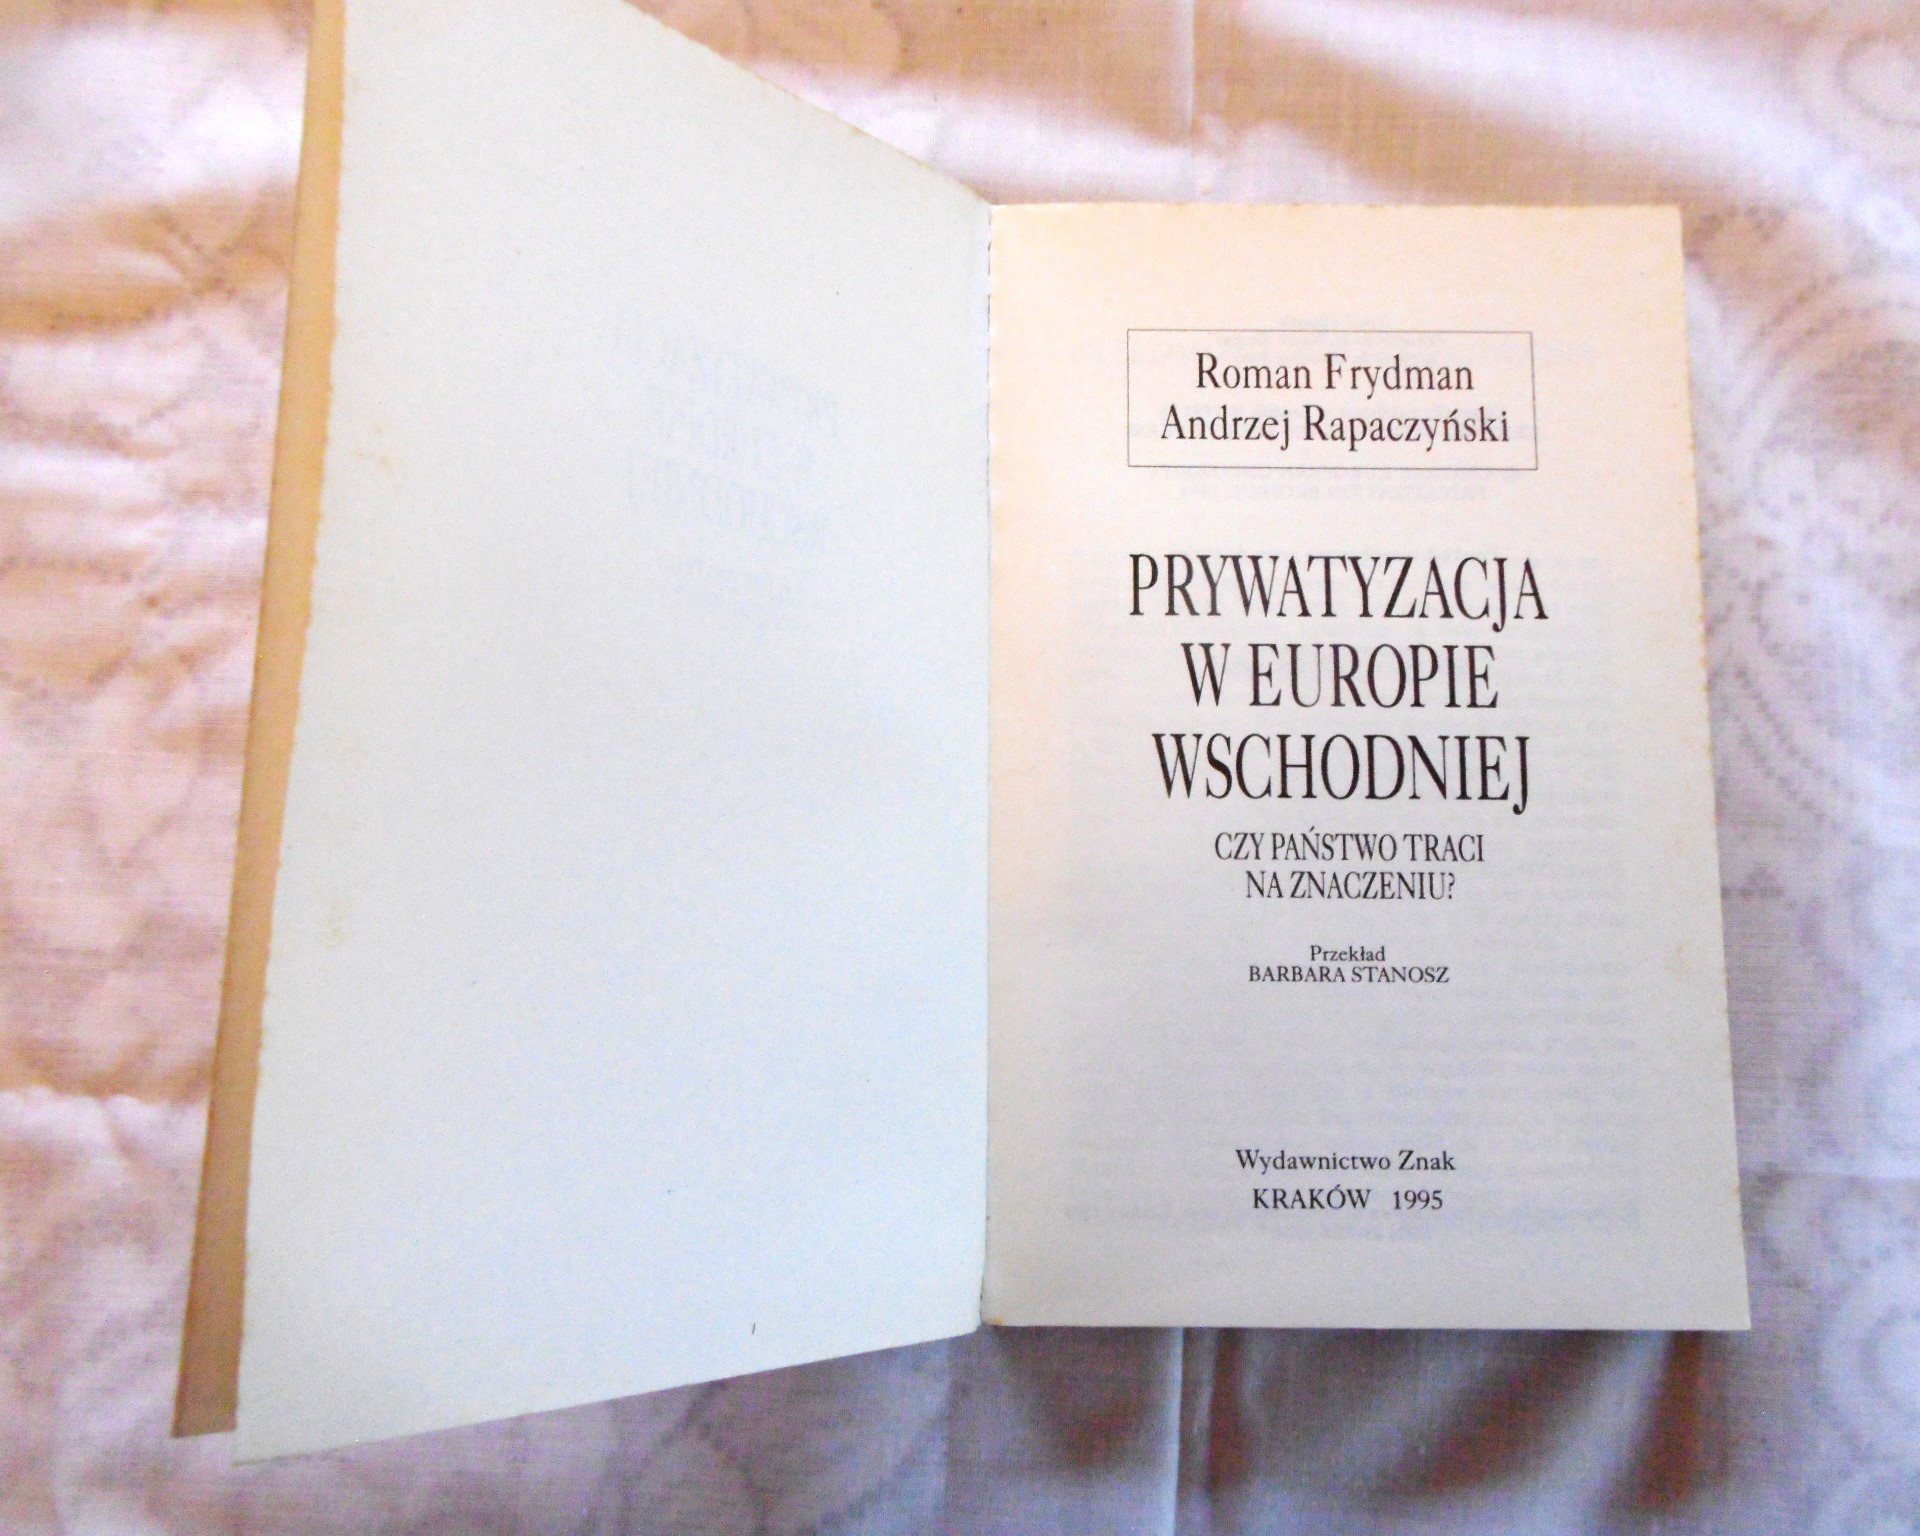 Roman Frydman
Andrzej Rapaczyński
PRYWATYZACJA
W EUROPIE
WSCHODNIEJ
CZY PAŃSTWO TRACI
NA ZNACZENIU?
Przekład
BARBARA STANOSZ
Wydawnictwo Znak
KRAKÓW 1995